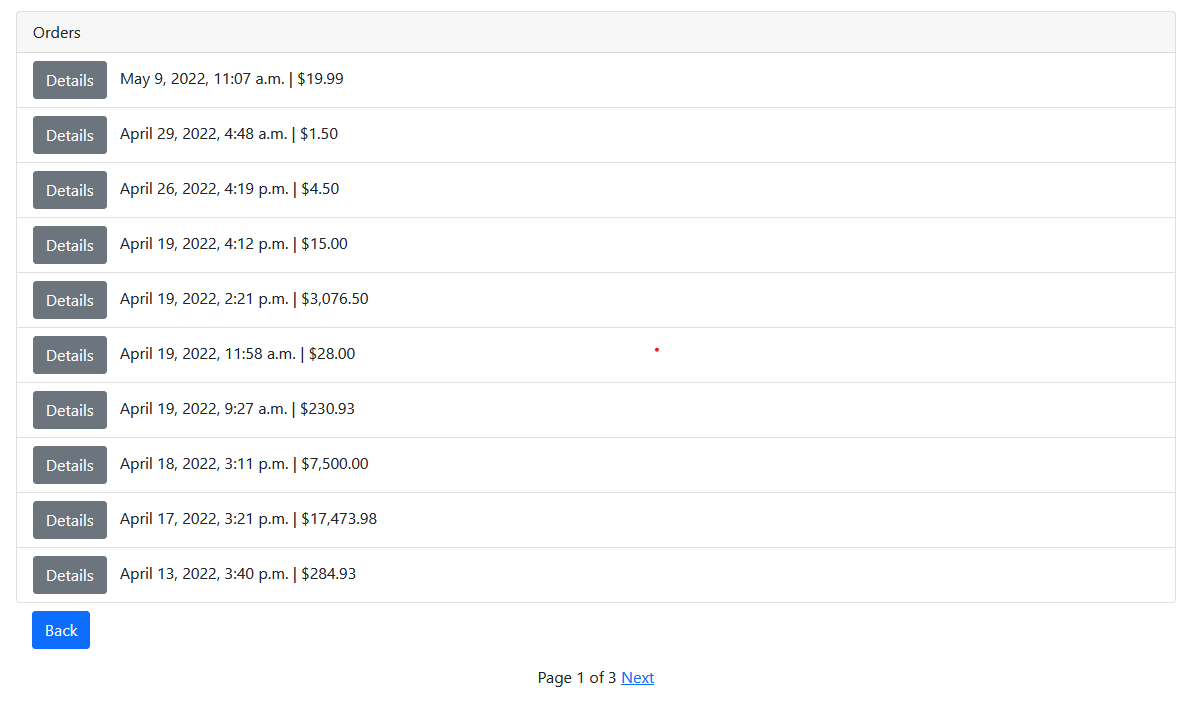 Orders
Details May 9, 2022, 11:07 a.m. | $19.99
Details April 29, 2022, 4:48 a.m. | $1.50
Details April 26, 2022, 4:19 p.m. | $4.50
Details April 19, 2022, 4:12 p.m. | $15.00
Details April 19, 2022, 2:21 p.m. | $3,076.50
Details April 19, 2022, 11:58 a.m. | $28.00
Details April 19, 2022, 9:27 a.m. | $230.93
Details April 18, 2022, 3:11 p.m. | $7,500.00
Details April 17, 2022, 3:21 p.m. | $17,473.98
Details April 13, 2022, 3:40 p.m. | $284.93
Back
Page 1 of 3 Next